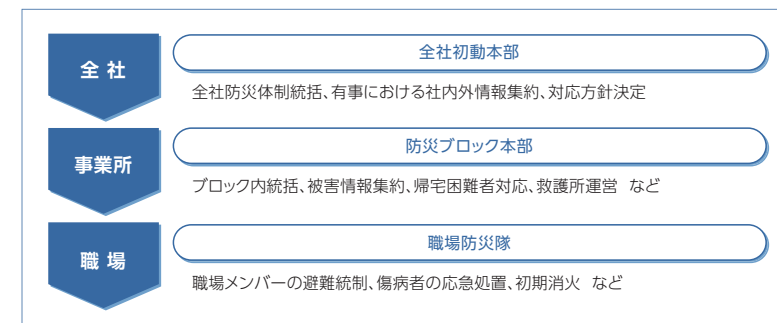 全社
全社初動本部
全社防災体制統括、有事における社内外情報集約、対応方針決定
事業所
防災ブロック本部
ブロック内統括、被害情報集約、帰宅困難者対応、救護所運営 など
職場
職場防災隊
職場メンバーの避難統制、傷病者の応急処置、初期消火 など